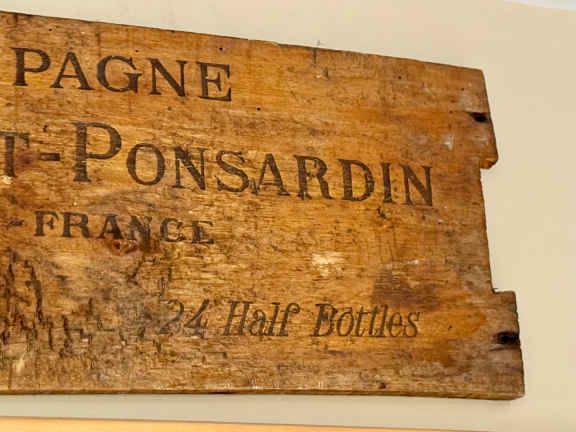 PAGNE
T-PONSARDIN
-FRANCE
24 Half Bottles